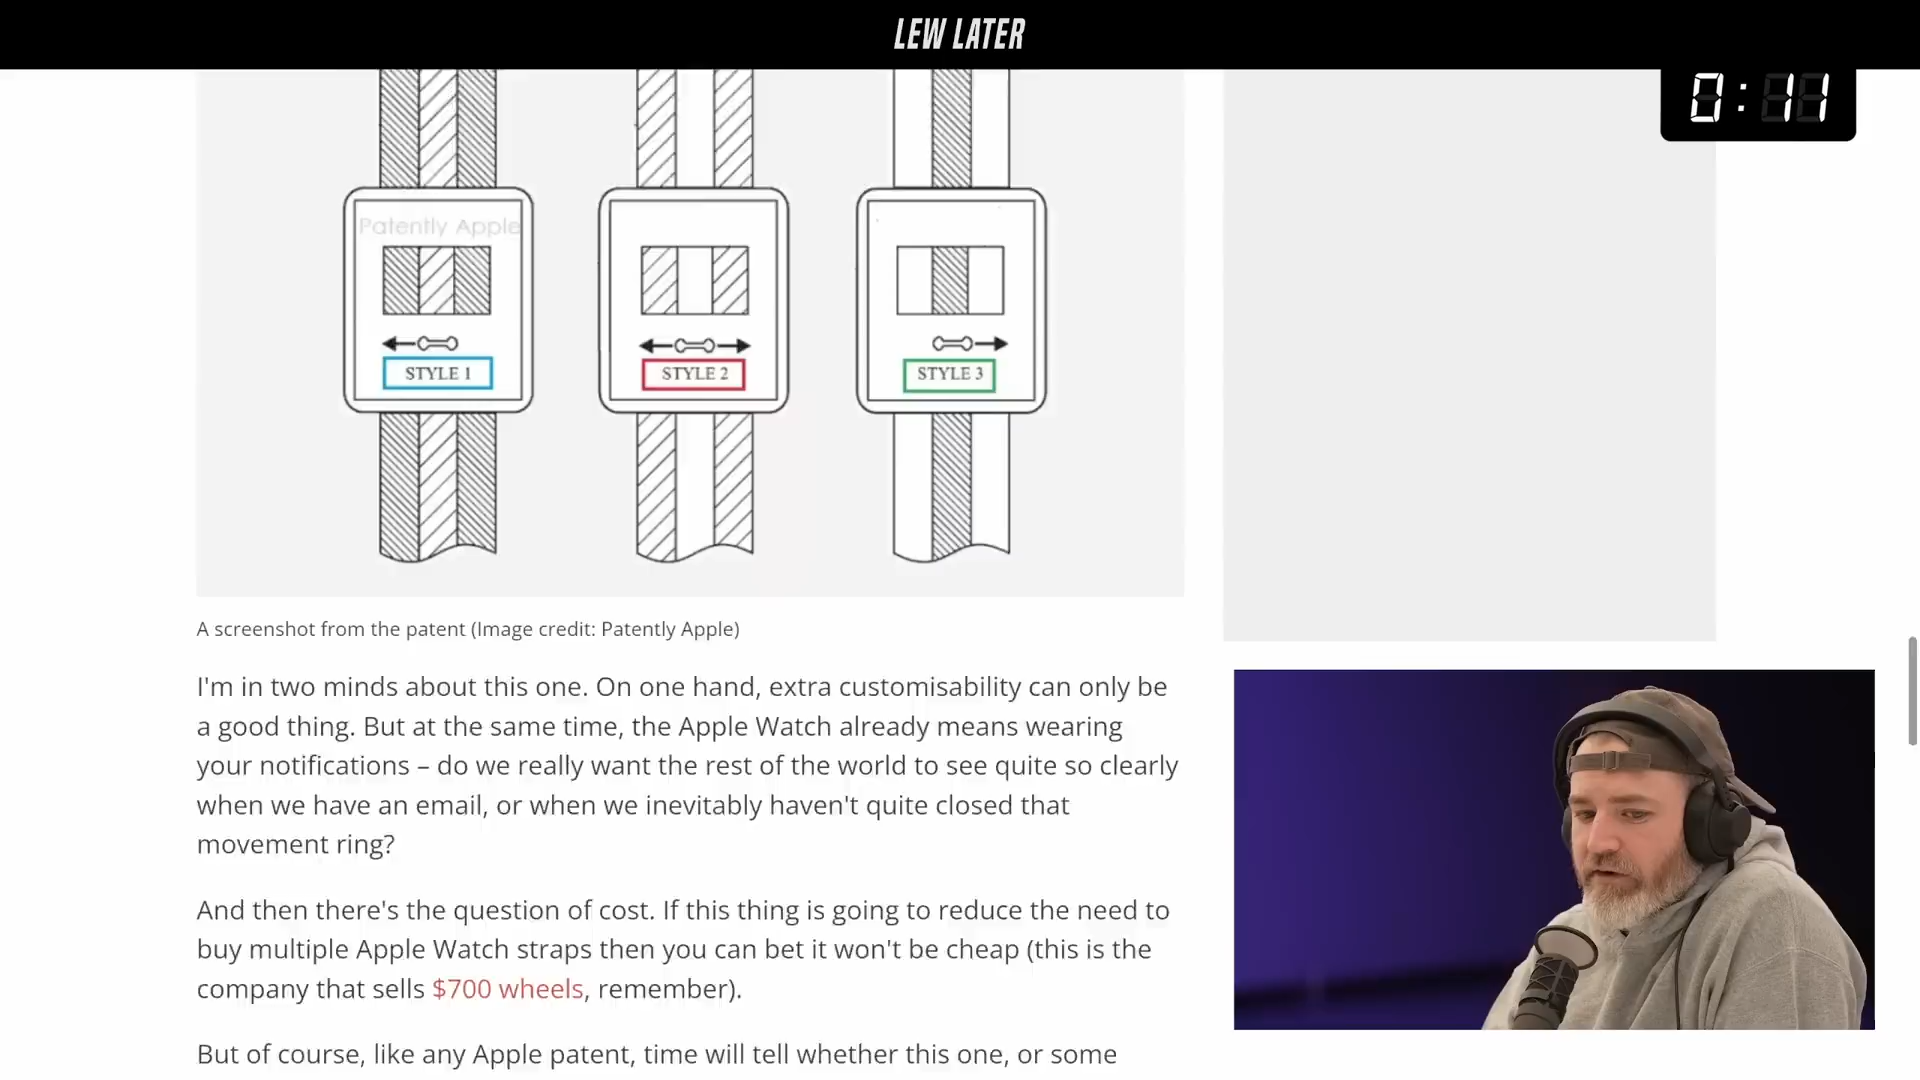 LEW LATER
0:11
Patently Apple
STYLE 1
STYLE 2
STYLE 3
A screenshot from the patent (Image credit: Patently Apple)
I'm in two minds about this one. On one hand, extra customisability can only be
a good thing. But at the same time, the Apple Watch already means wearing
your notifications – do we really want the rest of the world to see quite so clearly
when we have an email, or when we inevitably haven't quite closed that
movement ring?
And then there's the question of cost. If this thing is going to reduce the need to
buy multiple Apple Watch straps then you can bet it won't be cheap (this is the
company that sells $700 wheels, remember).
But of course, like any Apple patent, time will tell whether this one, or some